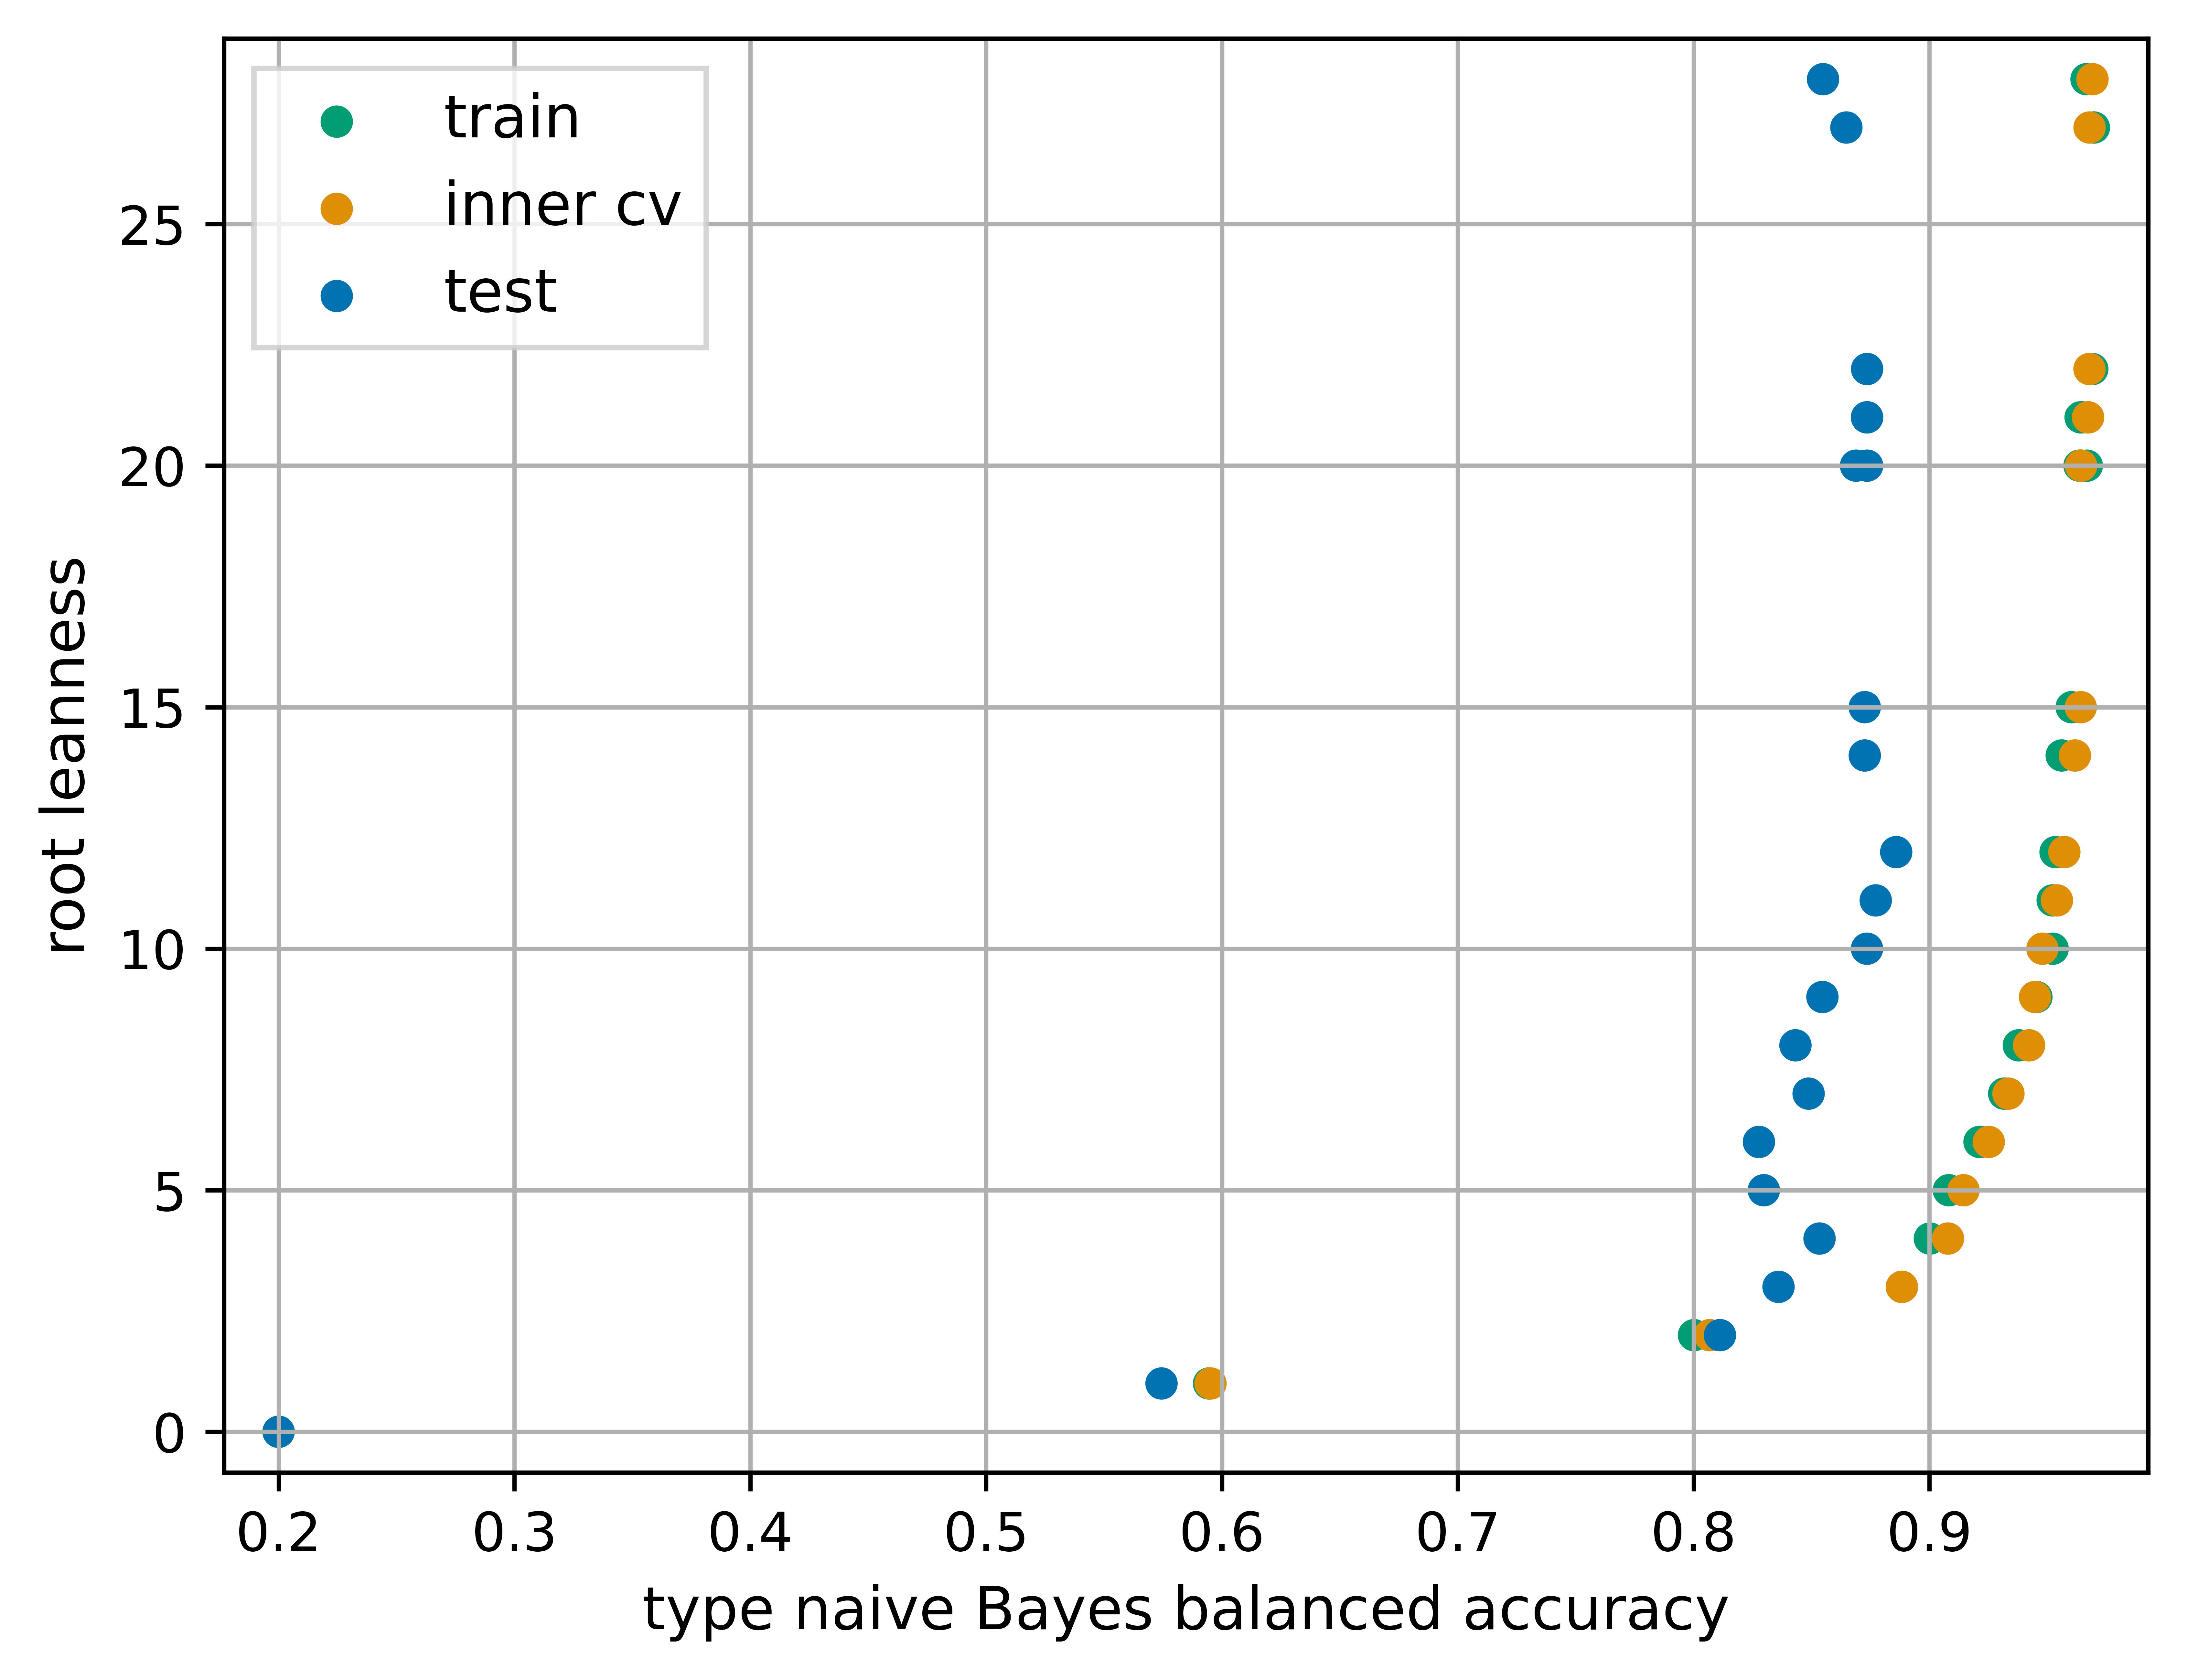 train
inner cv
test
25
20
15
10
5
0
root leanness
0.2 0.3 0.4 0.5 0.6 0.7 0.8 0.9
type naive Bayes balanced accuracy